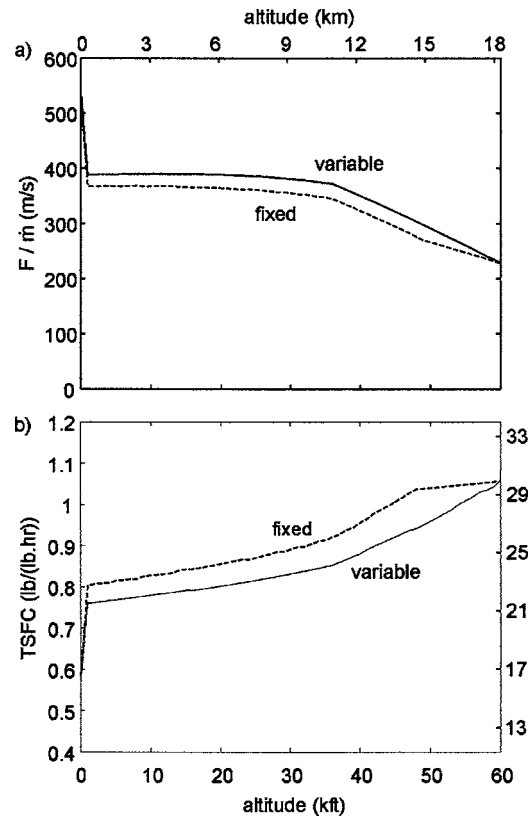 altitude (km)
0 3 6 9 11 15 18
a)
600
500
400
300
200
100
0
F / ṁ (m/s)
variable
fixed
b)
1.2
1.1
1
0.9
0.8
0.7
0.6
0.5
0.4
TSFC (lb/(lb.hr))
fixed
variable
33
29
25
21
17
13
0 10 20 30 40 50 60
altitude (kft)